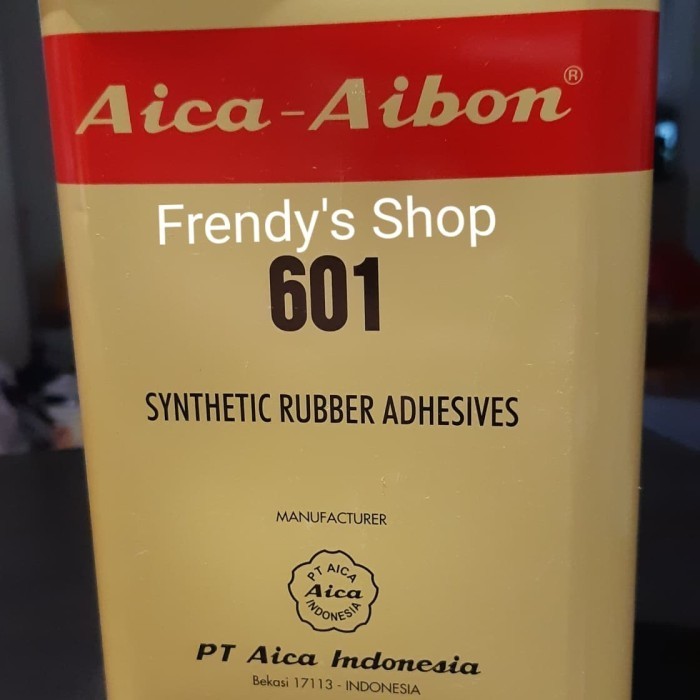 Aica-Aibon®
Frendy's Shop
601
SYNTHETIC RUBBER ADHESIVES
MANUFACTURER
PT AICA
Aica
INDONESIA
PT Aica Indonesia
Bekasi 17113 - INDONESIA